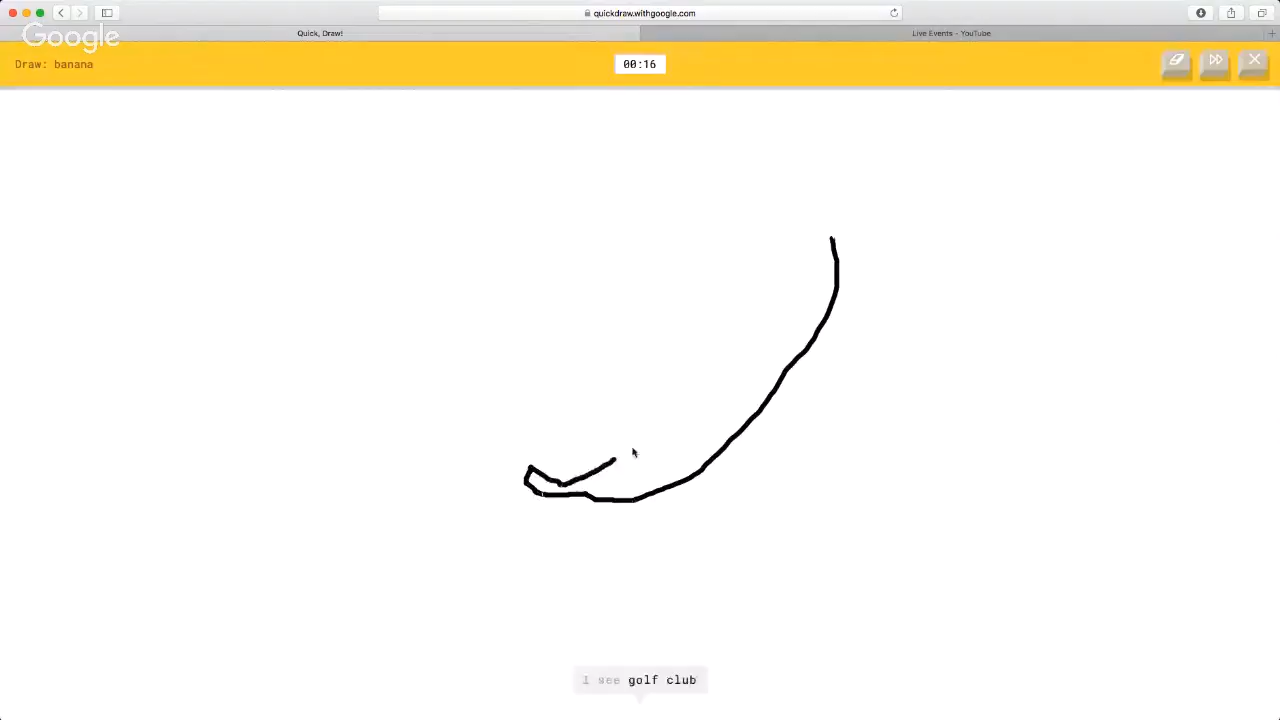 quickdraw.withgoogle.com
Quick, Draw!
Live Events - YouTube
Google
Draw: banana
00:16
I see golf club